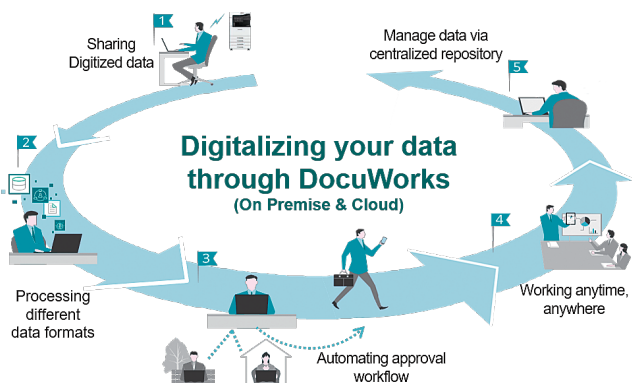 Digitalizing your data
through DocuWorks
(On Premise & Cloud)
1
Sharing
Digitized data
2
Processing
different
data formats
3
Automating approval
workflow
4
Working anytime,
anywhere
5
Manage data via
centralized repository